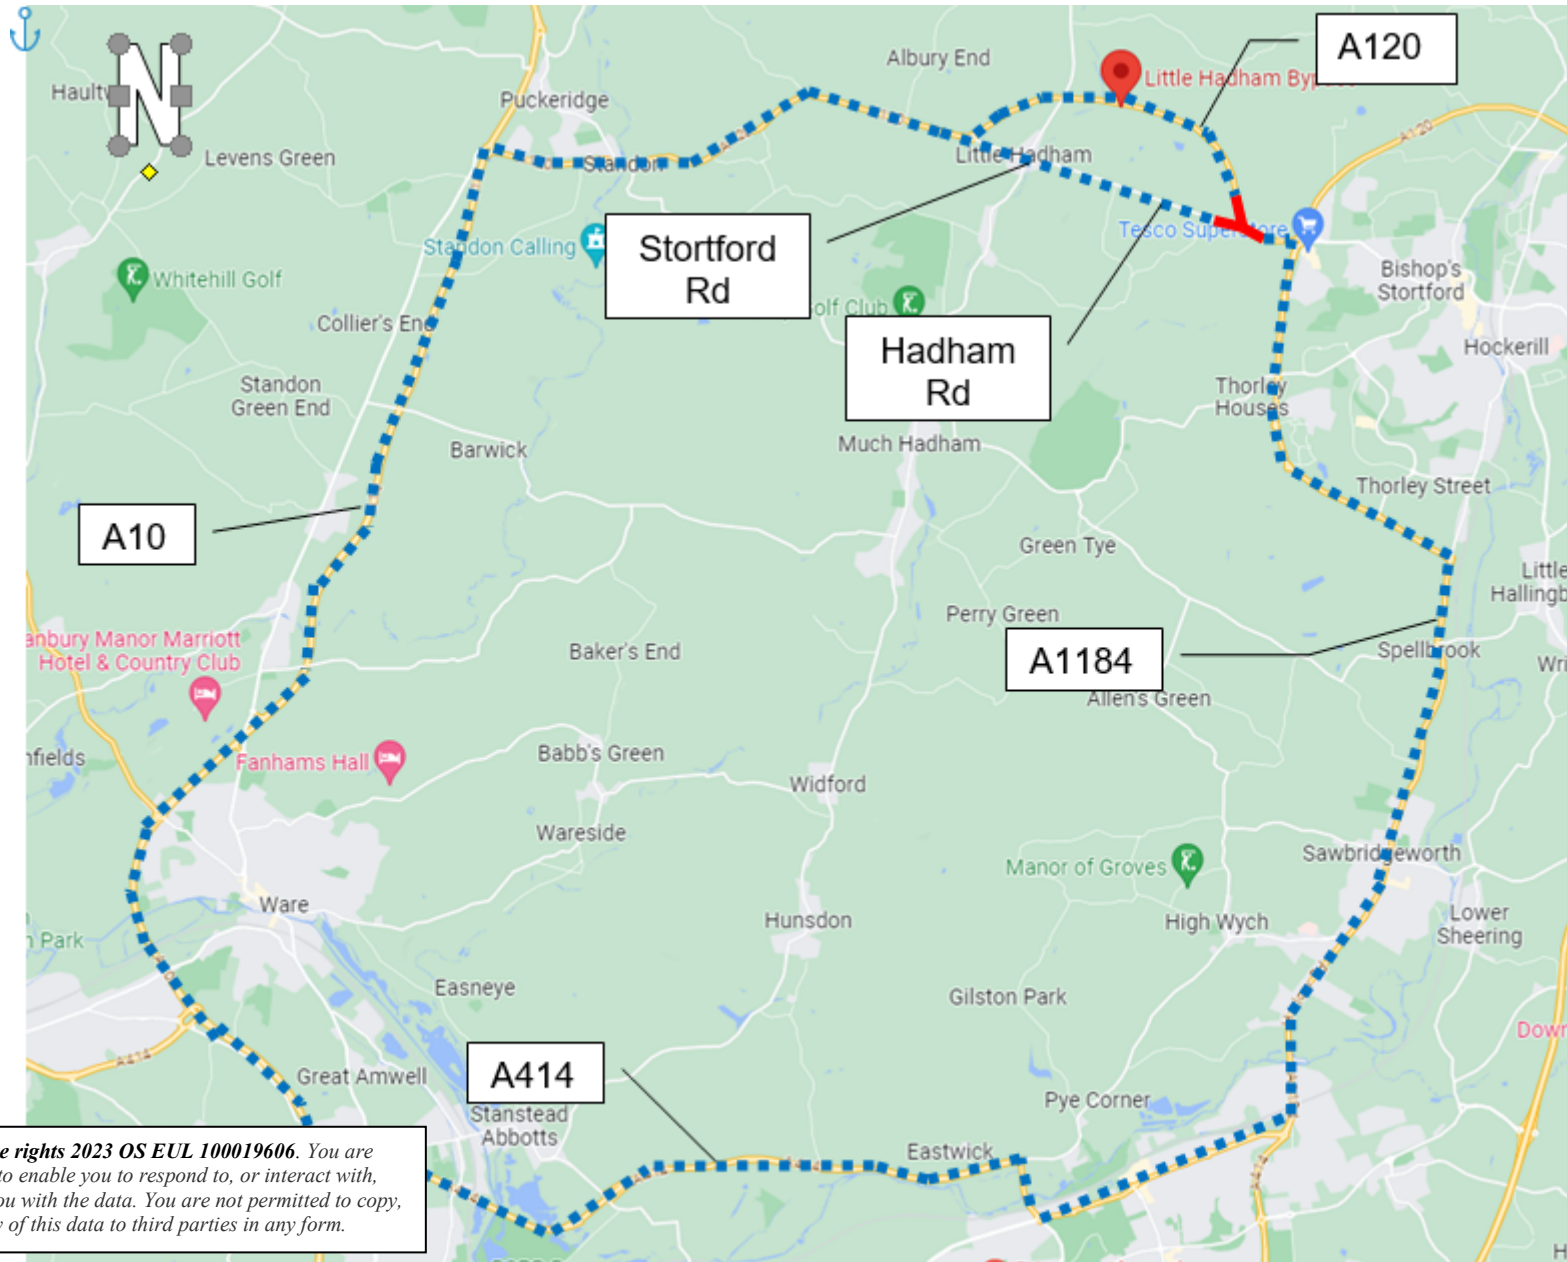 N
A120
Albury End
Little Hadham
Puckeridge
Levens Green
Standon
Little Hadham
A120
Stortford
Rd
Standon Calling
Tesco Superstore
Bishop's
Stortford
Whitehill Golf
Golf Club
Collier's End
Hadham
Rd
Hockerill
Standon
Green End
Thorley
Houses
Barwick
Much Hadham
Thorley Street
A10
Green Tye
Little
Perry Green
Manor Marriott
Hotel & Country Club
Baker's End
A1184
Spellbrook
Allen's Green
Fanhams Hall
Babb's Green
Widford
Wareside
Sawbridgeworth
Manor of Groves
Ware
Hunsdon
High Wych
Lower
Sheering
Park
Easneye
Gilston Park
A414
Great Amwell
A414
Pye Corner
Stanstead
Abbotts
Eastwick
A414
rights 2023 OS EUL 100019606. You are
to enable you to respond to, or interact with,
you with the data. You are not permitted to copy,
of this data to third parties in any form.